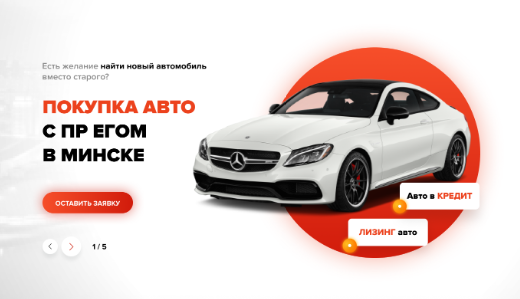 Есть желание найти новый автомобиль
вместо старого?
ПОКУПКА АВТО
С ПР ЕГОМ
В МИНСКЕ
ОСТАВИТЬ ЗАЯВКУ
1 / 5
Авто в КРЕДИТ
ЛИЗИНГ авто